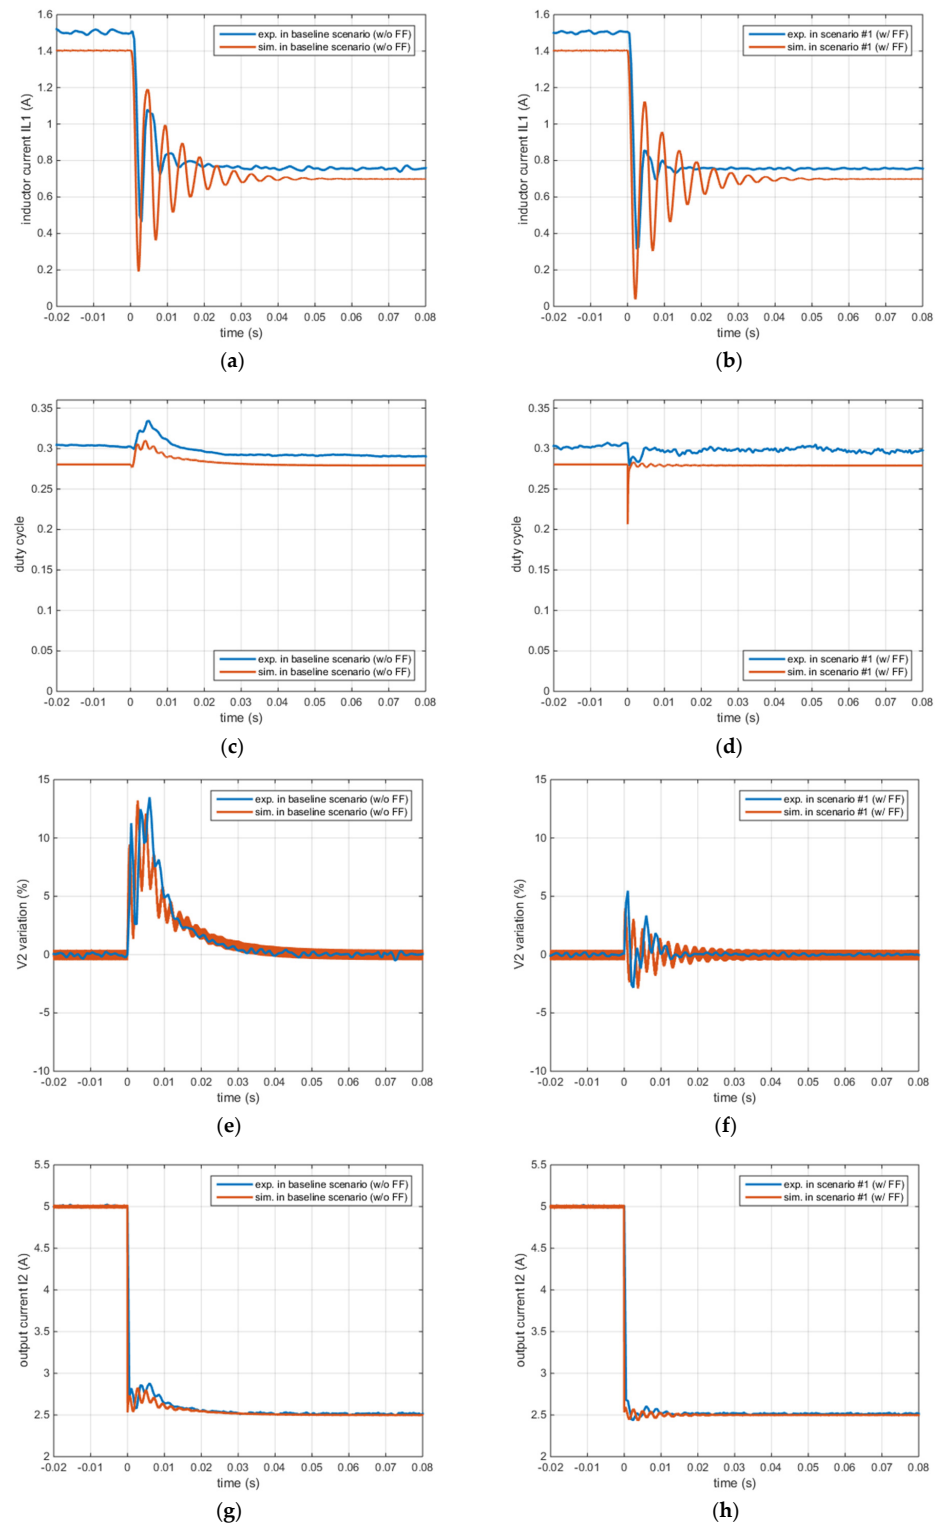 1.6
1.4
1.2
1
0.8
0.6
0.4
0.2
0
inductor current IL1 (A)
exp. in baseline scenario (w/o FF)
sim. in baseline scenario (w/o FF)
-0.02 -0.01 0 0.01 0.02 0.03 0.04 0.05 0.06 0.07 0.08
time (s)
(a)
1.6
1.4
1.2
1
0.8
0.6
0.4
0.2
0
inductor current IL1 (A)
exp. in scenario #1 (w/ FF)
sim. in scenario #1 (w/ FF)
-0.02 -0.01 0 0.01 0.02 0.03 0.04 0.05 0.06 0.07 0.08
time (s)
(b)
0.35
0.3
0.25
0.2
0.15
0.1
0.05
0
duty cycle
exp. in baseline scenario (w/o FF)
sim. in baseline scenario (w/o FF)
-0.02 -0.01 0 0.01 0.02 0.03 0.04 0.05 0.06 0.07 0.08
time (s)
(c)
0.35
0.3
0.25
0.2
0.15
0.1
0.05
0
duty cycle
exp. in scenario #1 (w/ FF)
sim. in scenario #1 (w/ FF)
-0.02 -0.01 0 0.01 0.02 0.03 0.04 0.05 0.06 0.07 0.08
time (s)
(d)
15
10
5
0
-5
-10
V2 variation (%)
exp. in baseline scenario (w/o FF)
sim. in baseline scenario (w/o FF)
-0.02 -0.01 0 0.01 0.02 0.03 0.04 0.05 0.06 0.07 0.08
time (s)
(e)
15
10
5
0
-5
-10
V2 variation (%)
exp. in scenario #1 (w/ FF)
sim. in scenario #1 (w/ FF)
-0.02 -0.01 0 0.01 0.02 0.03 0.04 0.05 0.06 0.07 0.08
time (s)
(f)
5.5
5
4.5
4
3.5
3
2.5
2
output current I2 (A)
exp. in baseline scenario (w/o FF)
sim. in baseline scenario (w/o FF)
-0.02 -0.01 0 0.01 0.02 0.03 0.04 0.05 0.06 0.07 0.08
time (s)
(g)
5.5
5
4.5
4
3.5
3
2.5
2
output current I2 (A)
exp. in scenario #1 (w/ FF)
sim. in scenario #1 (w/ FF)
-0.02 -0.01 0 0.01 0.02 0.03 0.04 0.05 0.06 0.07 0.08
time (s)
(h)